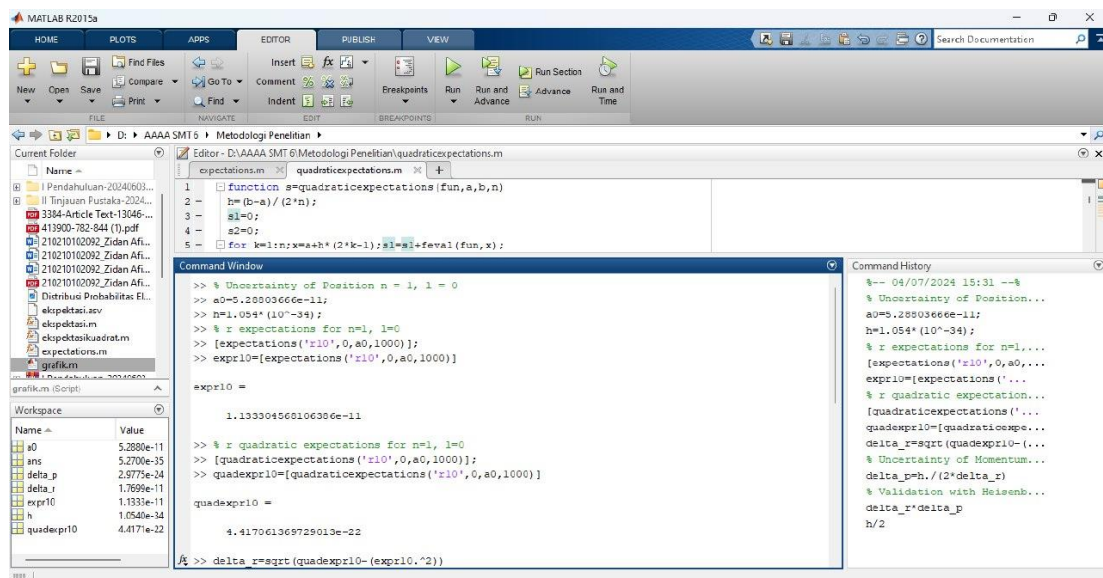 MATLAB R2015a
HOME PLOTS APPS EDITOR PUBLISH VIEW
Search Documentation
New Open Save
Find Files
Compare
Print
FILE
Go To
Find
NAVIGATE
Insert fx
Comment
Indent
EDIT
Breakpoints
BREAKPOINTS
Run Run and Advance
Run Section
Advance
Run and Time
RUN
D: AAAA SMT 6 Metodologi Penelitian
Current Folder
Name
I Pendahuluan-20240603...
II Tinjauan Pustaka-2024...
3384-Article Text-13046-...
413900-782-844 (1).pdf
210210102092_Zidan Afi...
210210102092_Zidan Afi...
210210102092_Zidan Afi...
210210102092_Zidan Afi...
Distribusi Probabilitas El...
ekspektasi.asv
ekspektasi.m
ekspektasikuadrat.m
expectations.m
grafik.m
grafik.m (Script)
Workspace
Name Value
a0 5.2880e-11
ans 5.2700e-35
delta_p 2.9775e-24
delta_r 1.7699e-11
expr10 1.1333e-11
h 1.0540e-34
quadexpr10 4.4171e-22
Editor - D:\AAAA SMT 6\Metodologi Penelitian\quadraticexpectations.m
expectations.m quadraticexpectations.m +
1 function s=quadraticexpectations(fun,a,b,n)
2 - h=(b-a)/(2*n);
3 - s1=0;
4 - s2=0;
5 - for k=1:n;x=a+h*(2*k-1);s1=s1+feval(fun,x);
Command Window
>> % Uncertainty of Position n = 1, l = 0
>> a0=5.28803666e-11;
>> h=1.054*(10^-34);
>> % r expectations for n=1, l=0
>> [expectations('r10',0,a0,1000)];
>> expr10=[expectations('r10',0,a0,1000)]
expr10 =
1.133304568106386e-11
>> % r quadratic expectations for n=1, l=0
>> [quadraticexpectations('r10',0,a0,1000)];
>> quadexpr10=[quadraticexpectations('r10',0,a0,1000)]
quadexpr10 =
4.417061369729013e-22
fx >> delta_r=sqrt(quadexpr10-(expr10.^2))
Command History
%-- 04/07/2024 15:31 --%
% Uncertainty of Position...
a0=5.28803666e-11;
h=1.054*(10^-34);
% r expectations for n=1,...
[expectations('r10',0,a0,...
expr10=[expectations('...
% r quadratic expectation...
[quadraticexpectations('...
quadexpr10=[quadraticexpe...
delta_r=sqrt(quadexpr10-(...
% Uncertainty of Momentum...
delta_p=h./(2*delta_r)
% Validation with Heisenb...
delta_r*delta_p
h/2